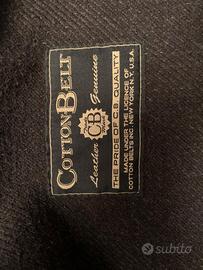 COTTON BELT
Leather CB Genuine
THE PRIDE OF C.B. QUALITY
MADE UNDER THE LICENCE OF
COTTON BELTS INC. NEW YORK N.Y. U.S.A.
subito